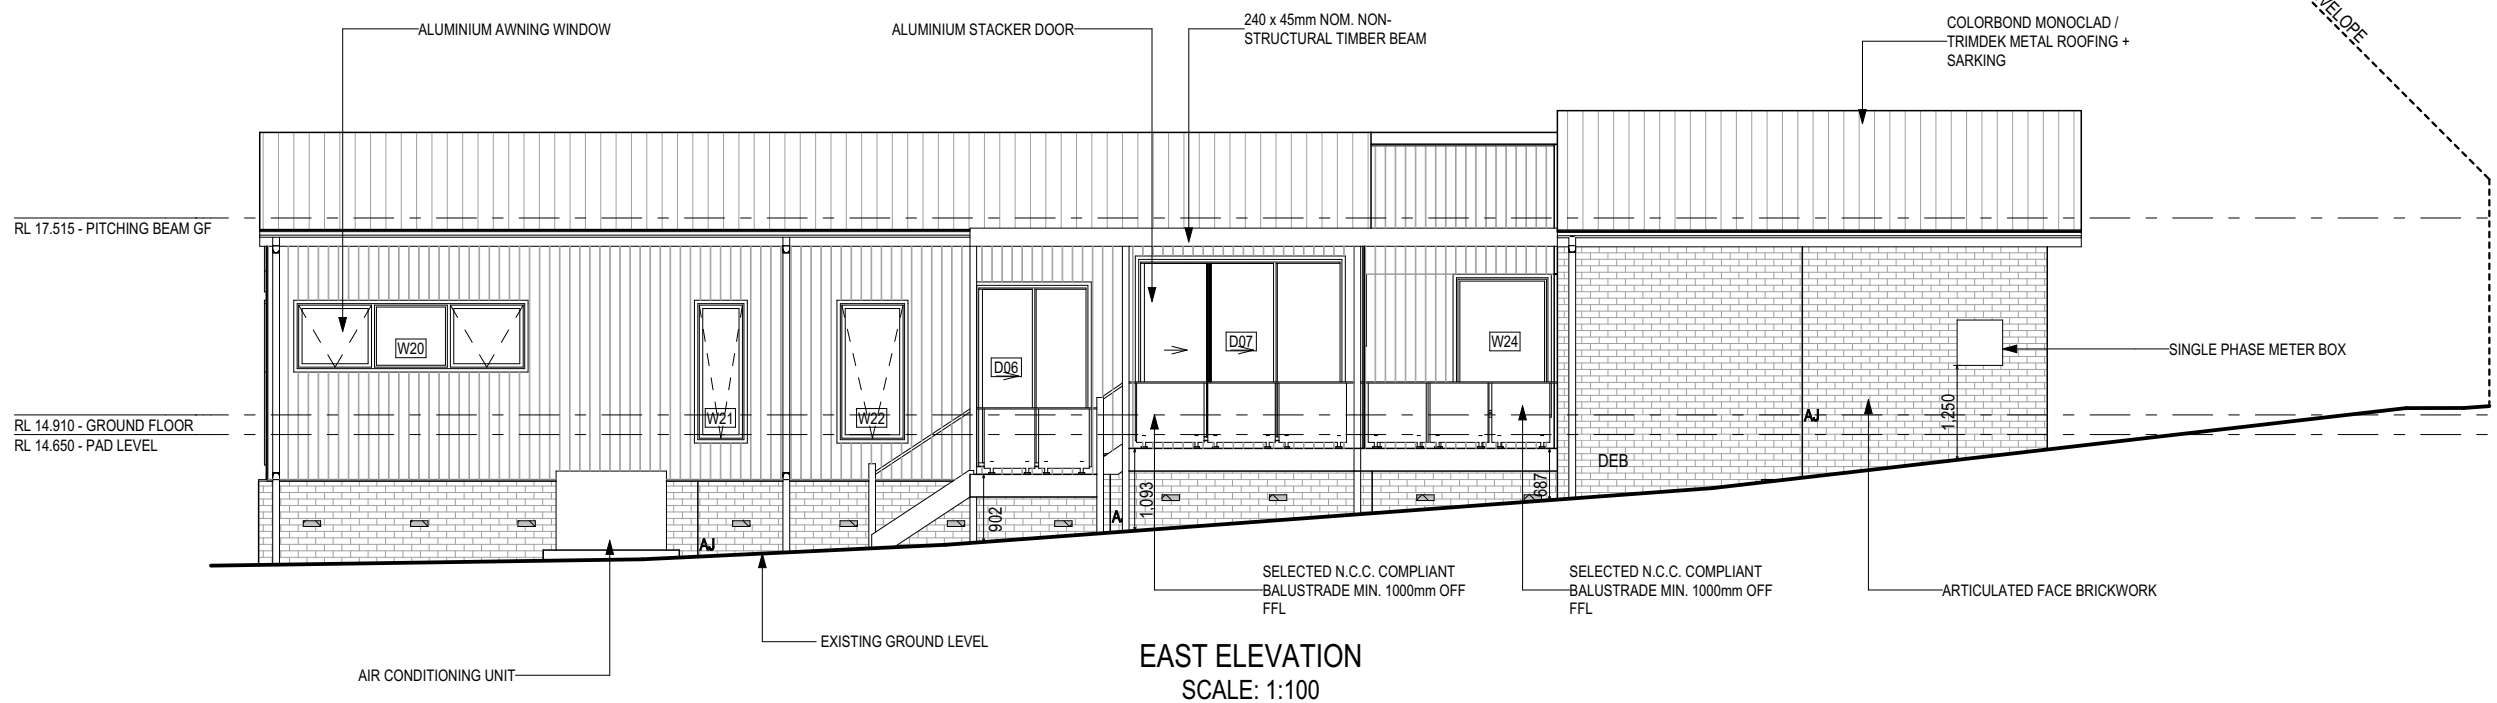 VELOPE
ALUMINIUM AWNING WINDOW
ALUMINIUM STACKER DOOR
240 x 45mm NOM. NON-
STRUCTURAL TIMBER BEAM
COLORBOND MONOCLAD /
TRIMDEK METAL ROOFING +
SARKING
RL 17.515 - PITCHING BEAM GF
W20
D06
D07
W24
SINGLE PHASE METER BOX
W21
W22
RL 14.910 - GROUND FLOOR
RL 14.650 - PAD LEVEL
AJ
1,250
DEB
687
1,093
902
A
AJ
SELECTED N.C.C. COMPLIANT
BALUSTRADE MIN. 1000mm OFF
FFL
SELECTED N.C.C. COMPLIANT
BALUSTRADE MIN. 1000mm OFF
FFL
ARTICULATED FACE BRICKWORK
EXISTING GROUND LEVEL
AIR CONDITIONING UNIT
EAST ELEVATION
SCALE: 1:100